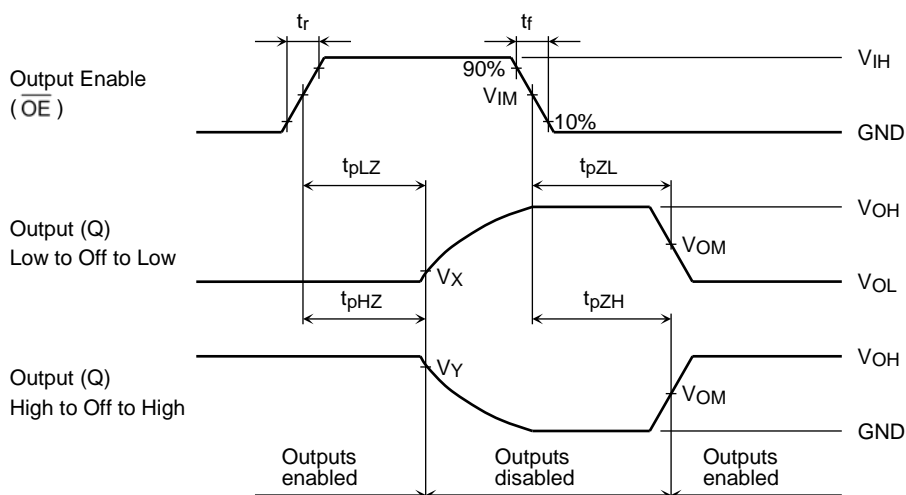 tr
tf
Output Enable
( OE )
90%
VIM
10%
VIH
GND
tpLZ
tpZL
Output (Q)
Low to Off to Low
VX
VOH
VOM
VOL
tpHZ
tpZH
Output (Q)
High to Off to High
VY
VOH
VOM
GND
Outputs
enabled
Outputs
disabled
Outputs
enabled